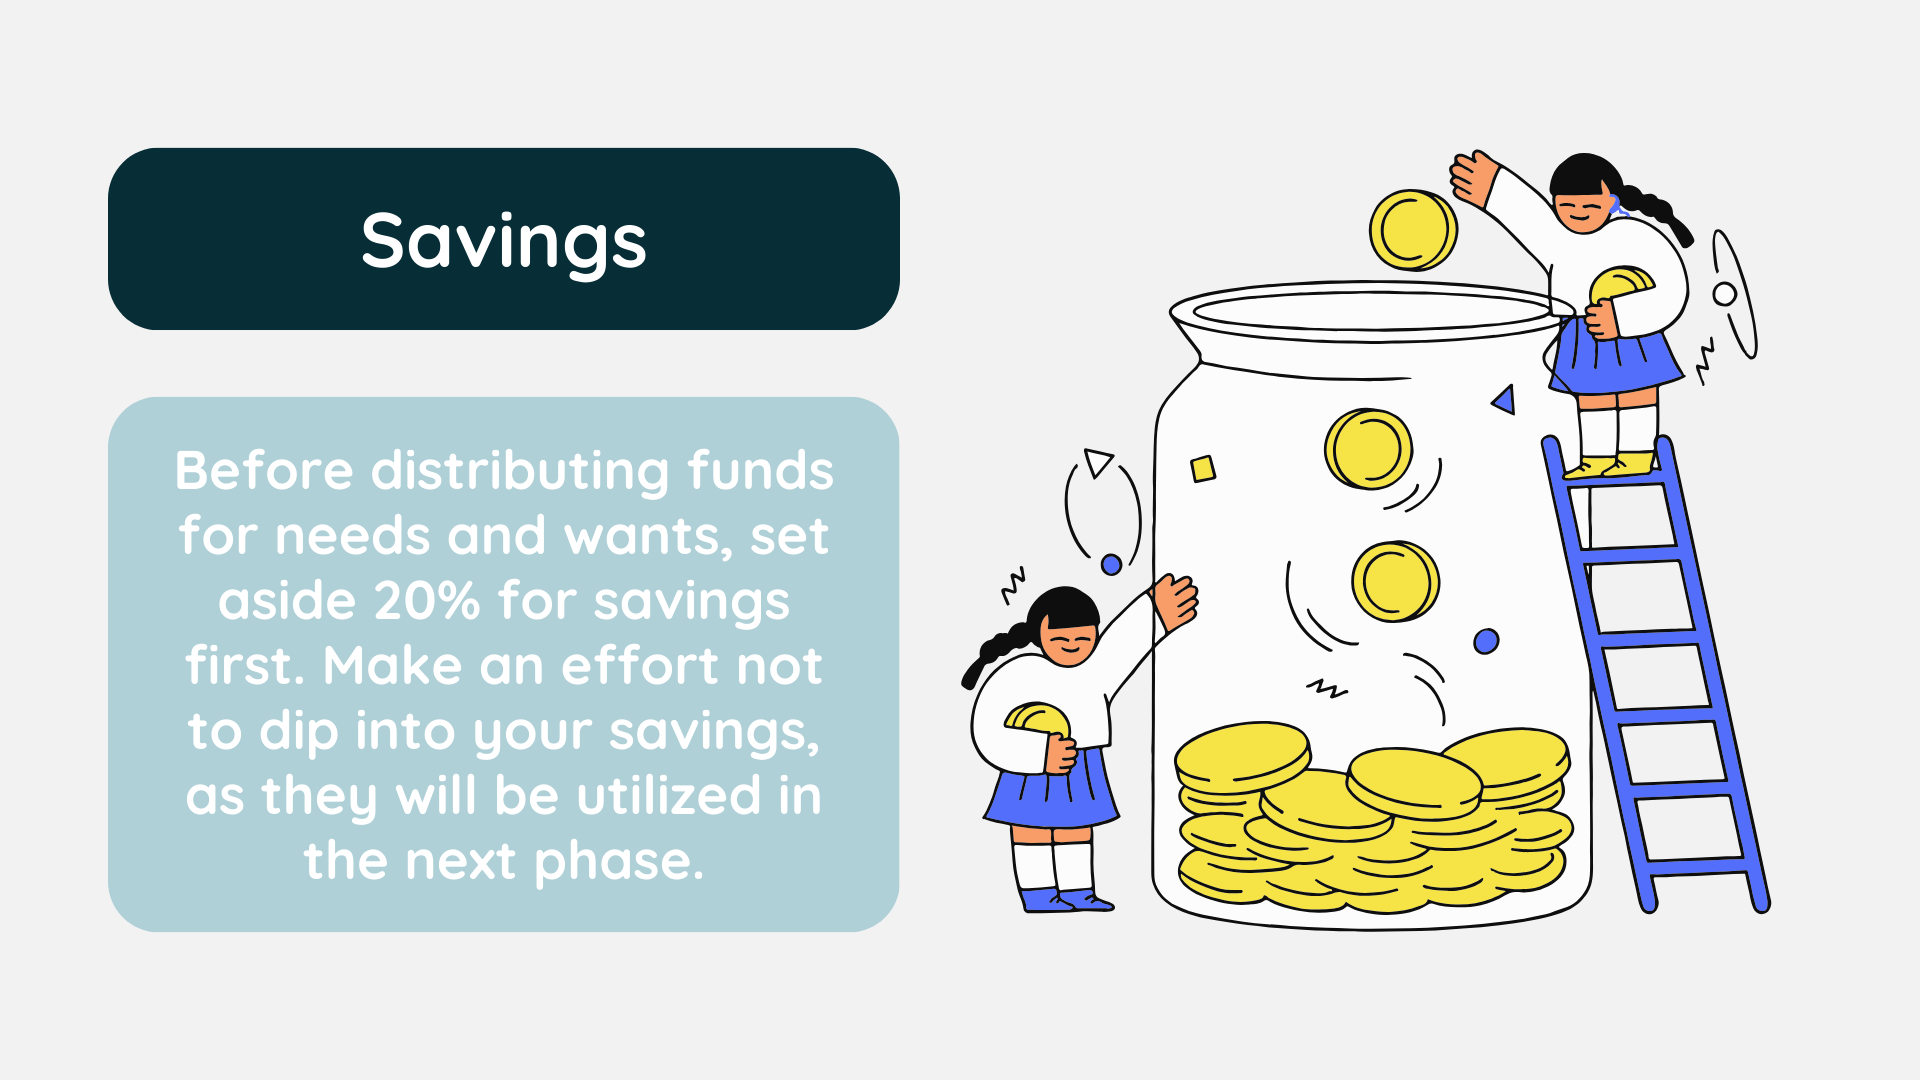 Savings
Before distributing funds
for needs and wants, set
aside 20% for savings
first. Make an effort not
to dip into your savings,
as they will be utilized in
the next phase.